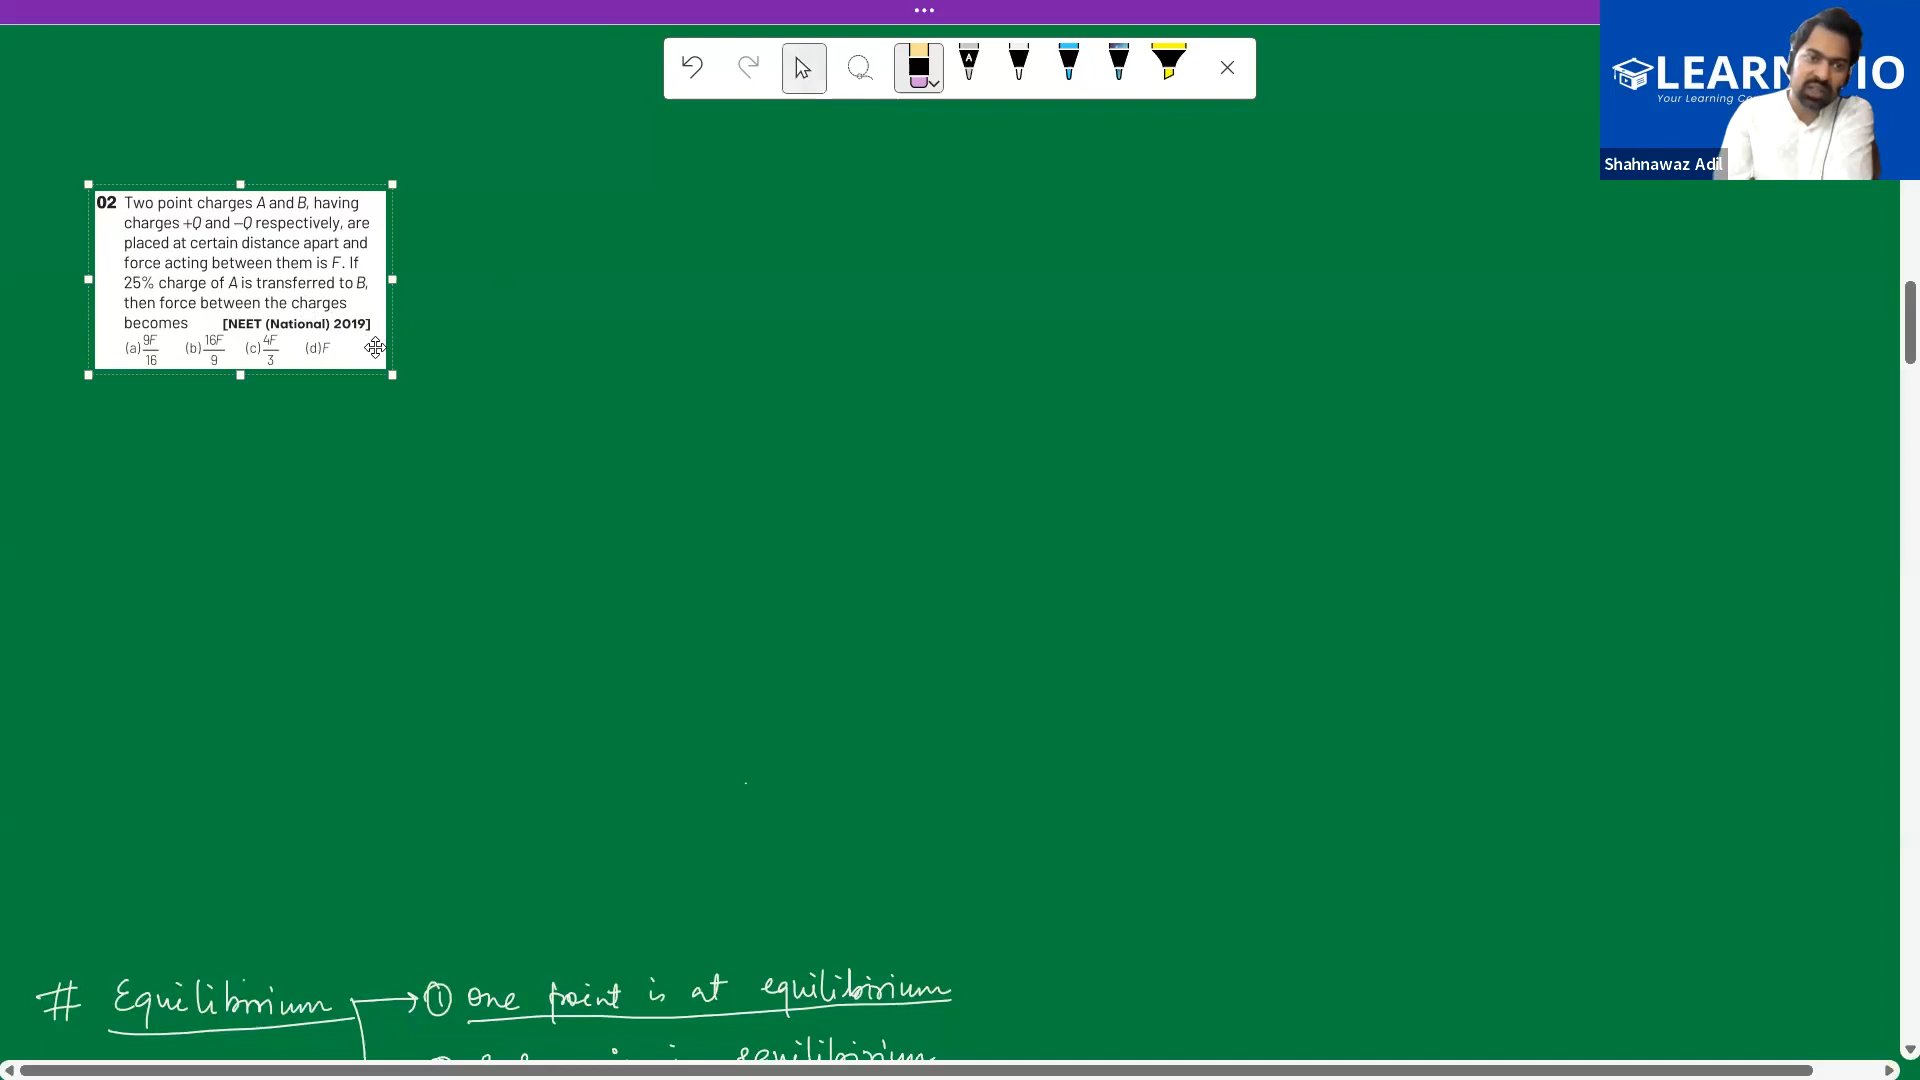 LEARN IO
Your Learning Co
Shahnawaz Adil
A
02 Two point charges A and B, having
charges +Q and –Q respectively, are
placed at certain distance apart and
force acting between them is F. If
25% charge of A is transferred to B,
then force between the charges
becomes [NEET (National) 2019]
(a) 9F/16 (b) 16F/9 (c) 4F/3 (d) F
# Equilibrium → ① one point is at equilibrium
equilibrium